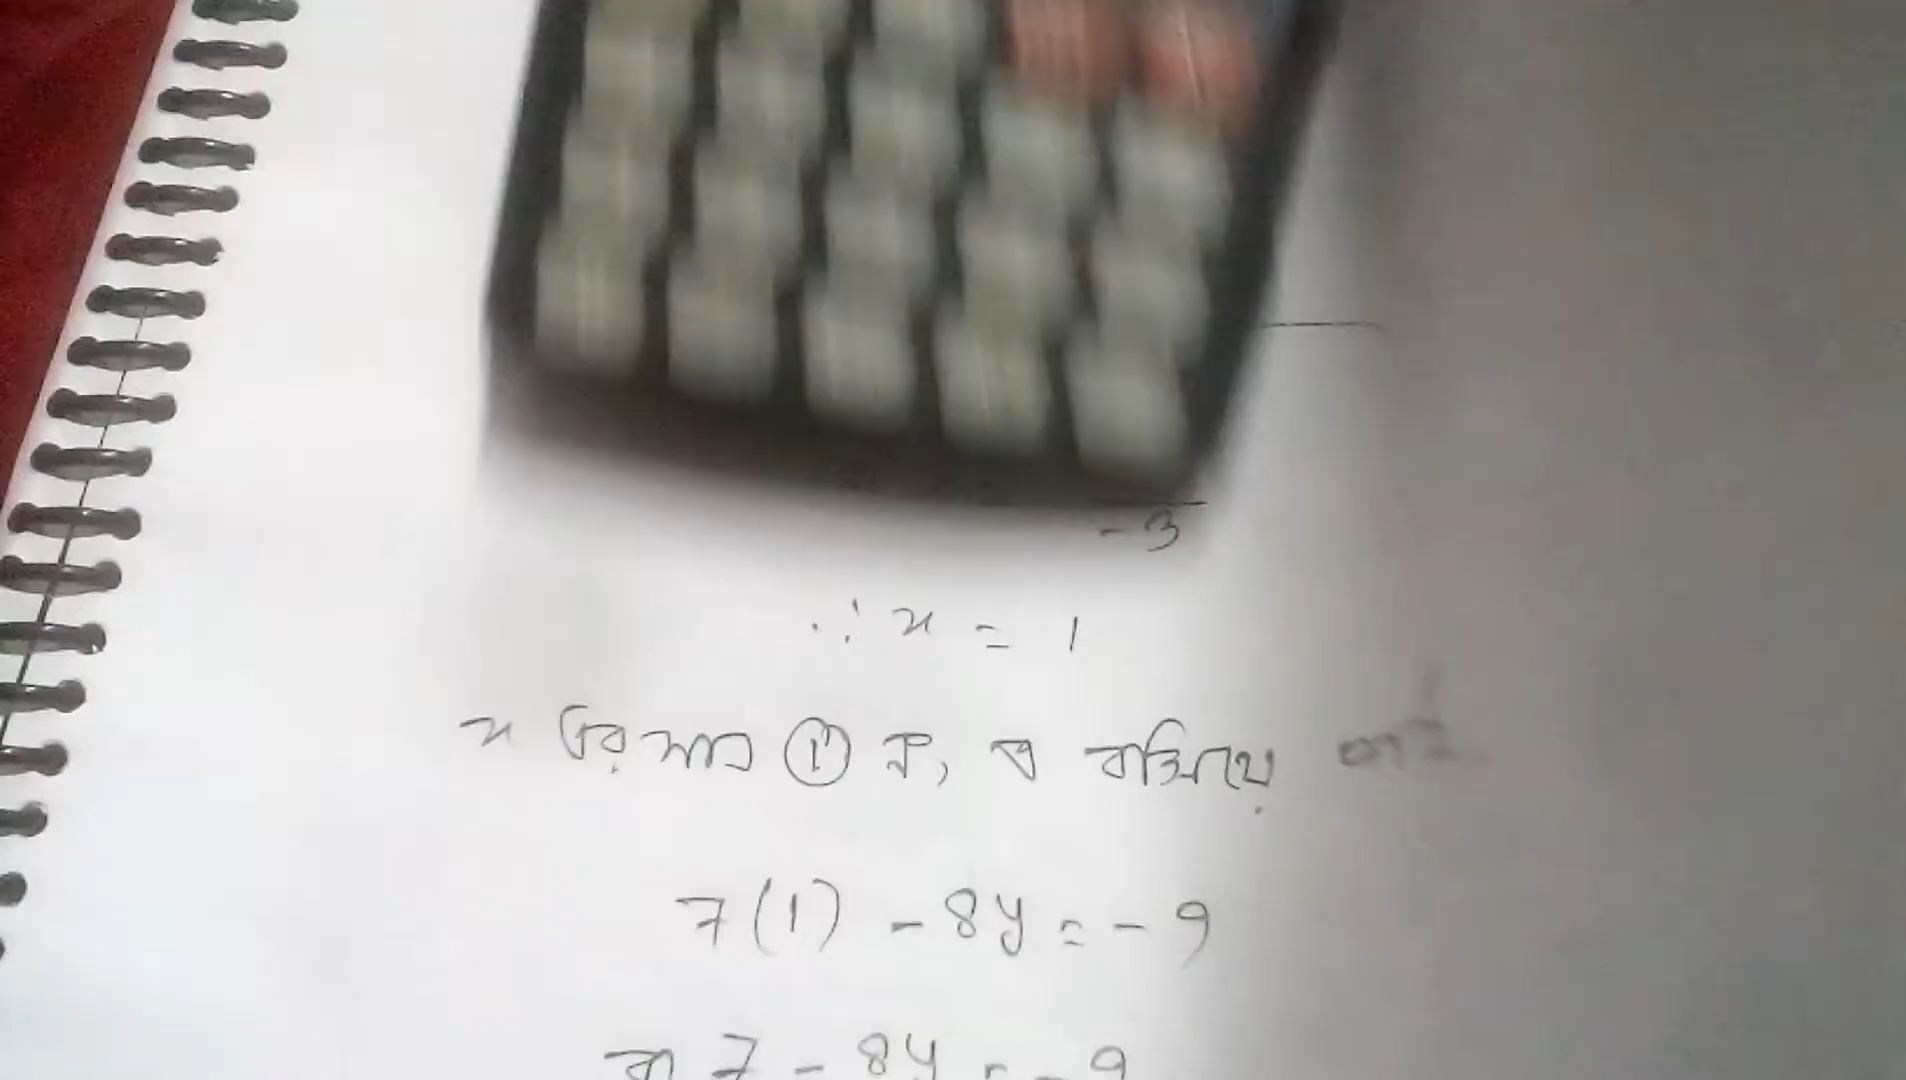 - 3
∴ x = 1
x এর মান ① নং এ বসিয়ে পাই
7(1) - 8y = - 9
বা 7 - 8y = - 9